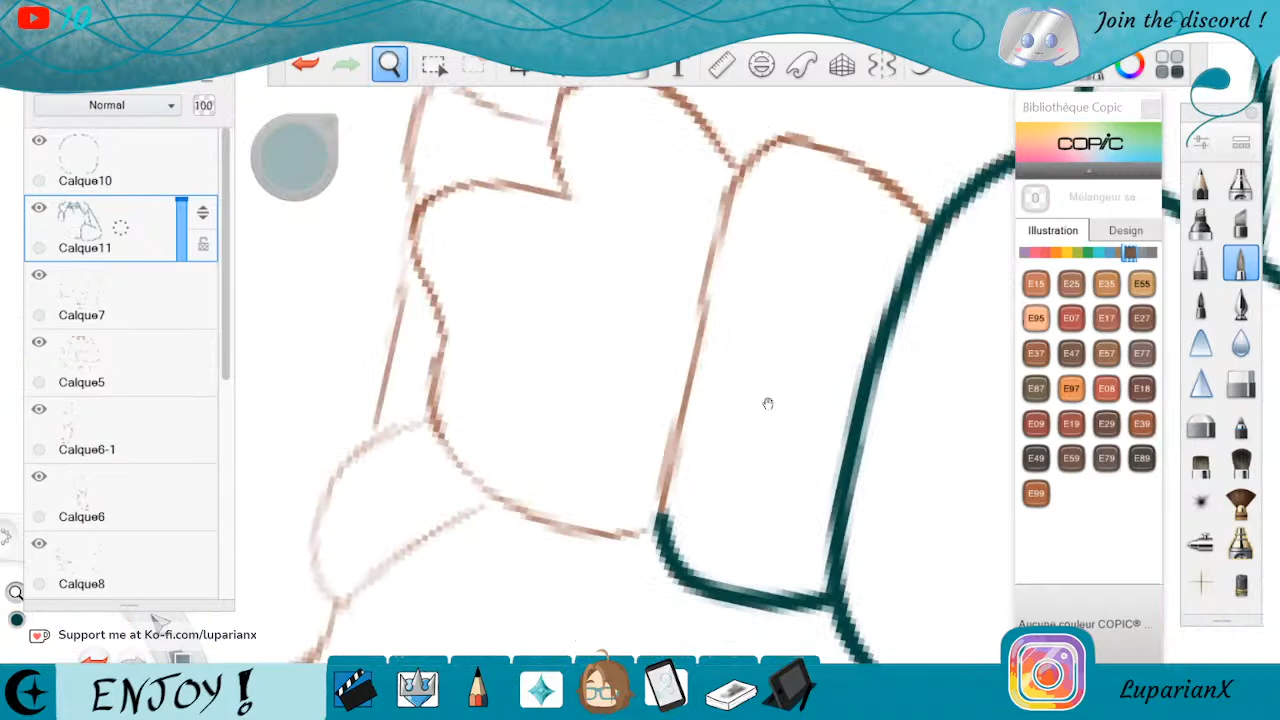 10
Join the discord !
Normal
100
Calque10
Calque11
Calque7
Calque5
Calque6-1
Calque6
Calque8
Bibliothèque Copic
COPIC
0
Mélangeur sa
Illustration
Design
E15 E25 E35 E55
E95 E07 E17 E27
E37 E47 E57 E77
E87 E97 E08 E18
E09 E19 E29 E39
E49 E59 E79 E89
E99
Aucune couleur COPIC® ...
Support me at Ko-fi.com/luparianx
ENJOY !
LuparianX